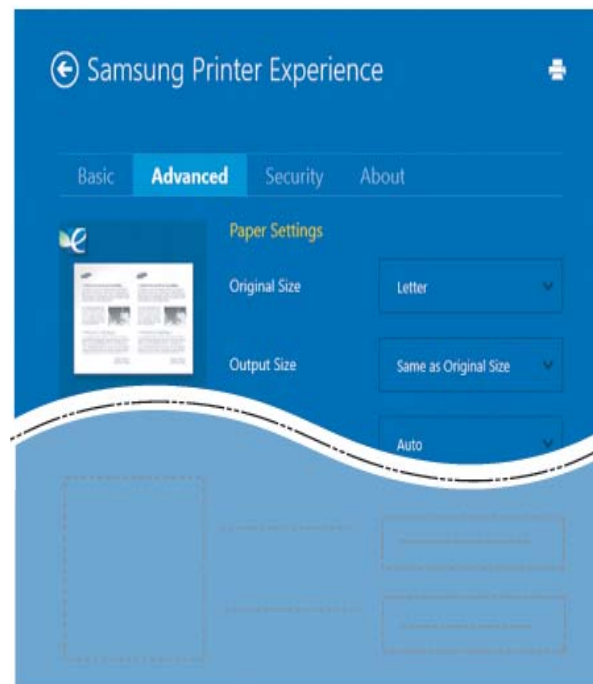 Samsung Printer Experience
Basic Advanced Security About
Paper Settings
Original Size Letter
Output Size Same as Original Size
Auto